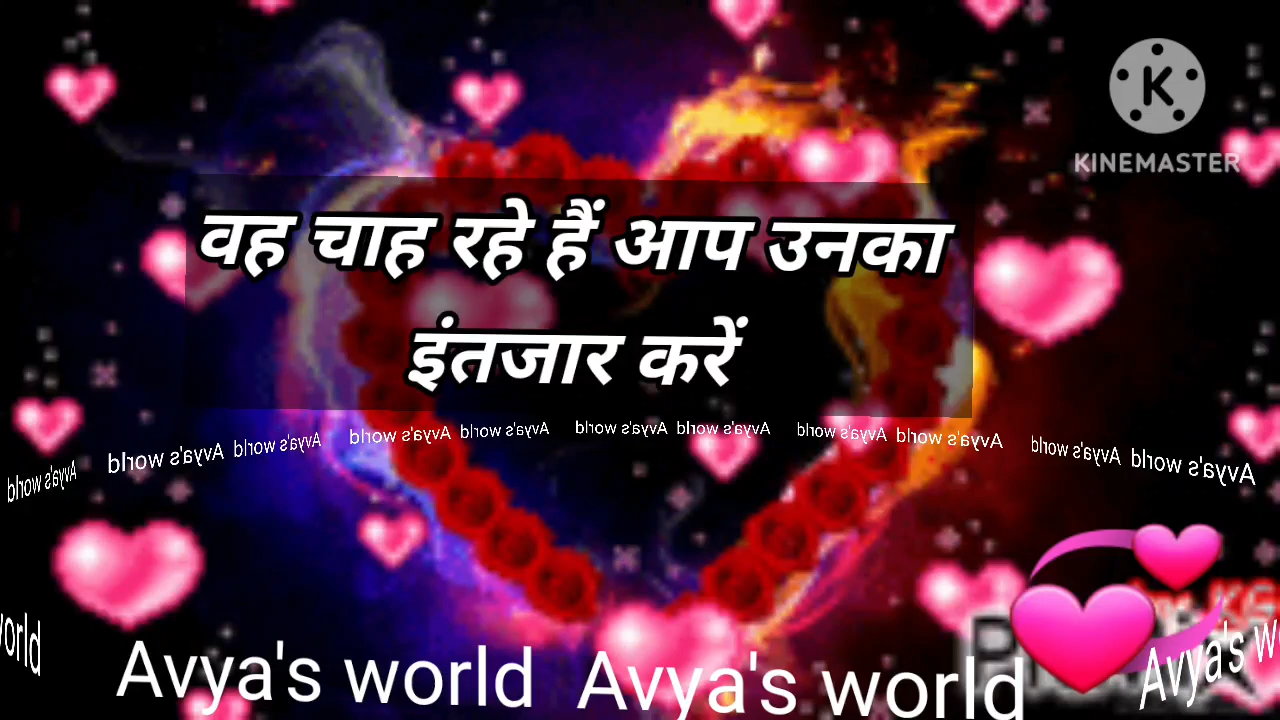 K
KINEMASTER
वह चाह रहे हैं आप उनका
इंतजार करें
Avya's world Avya's world Avya's world Avya's world Avya's world Avya's world Avya's world Avya's world Avya's world Avya's world Avya's world
Avya's world Avya's world Avya's w